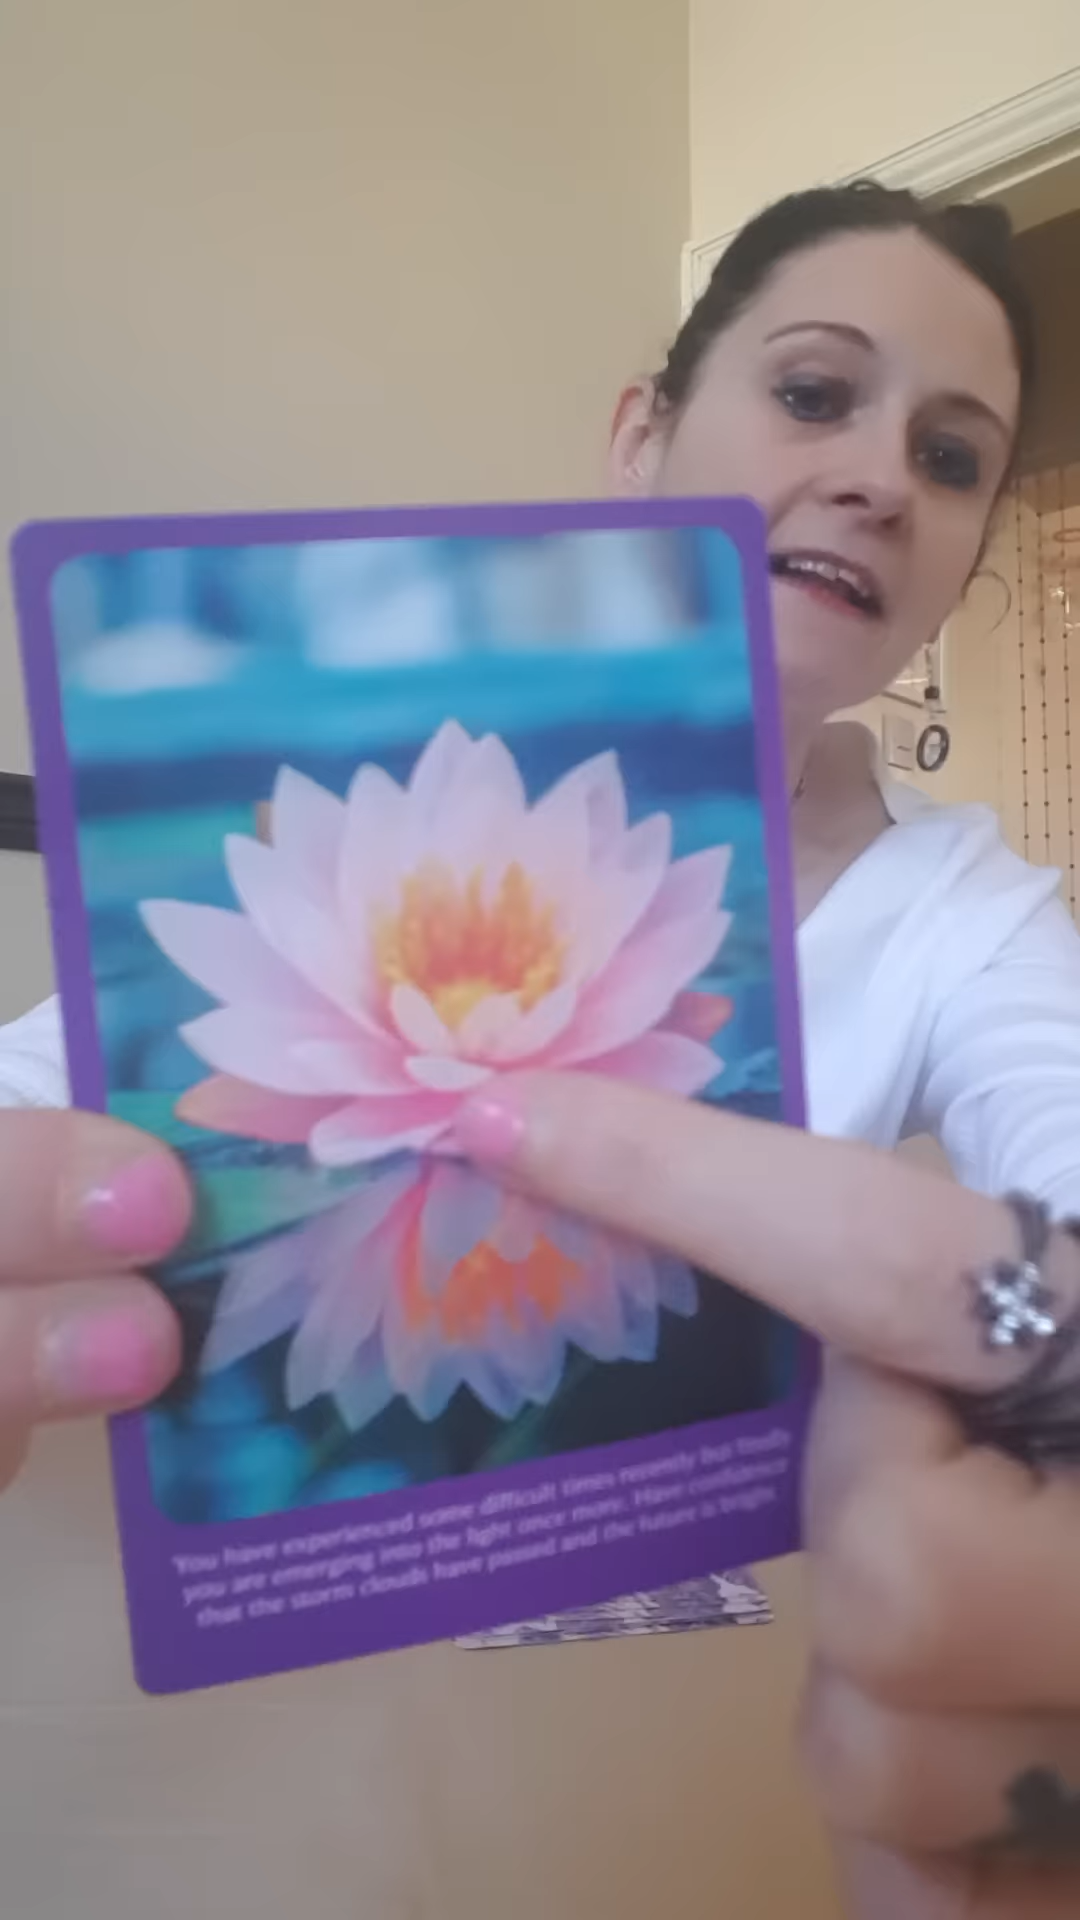 'You have experienced some difficult times recently but finally
you are emerging into the light once more. Have confidence
that the storm clouds have passed and the future is bright.